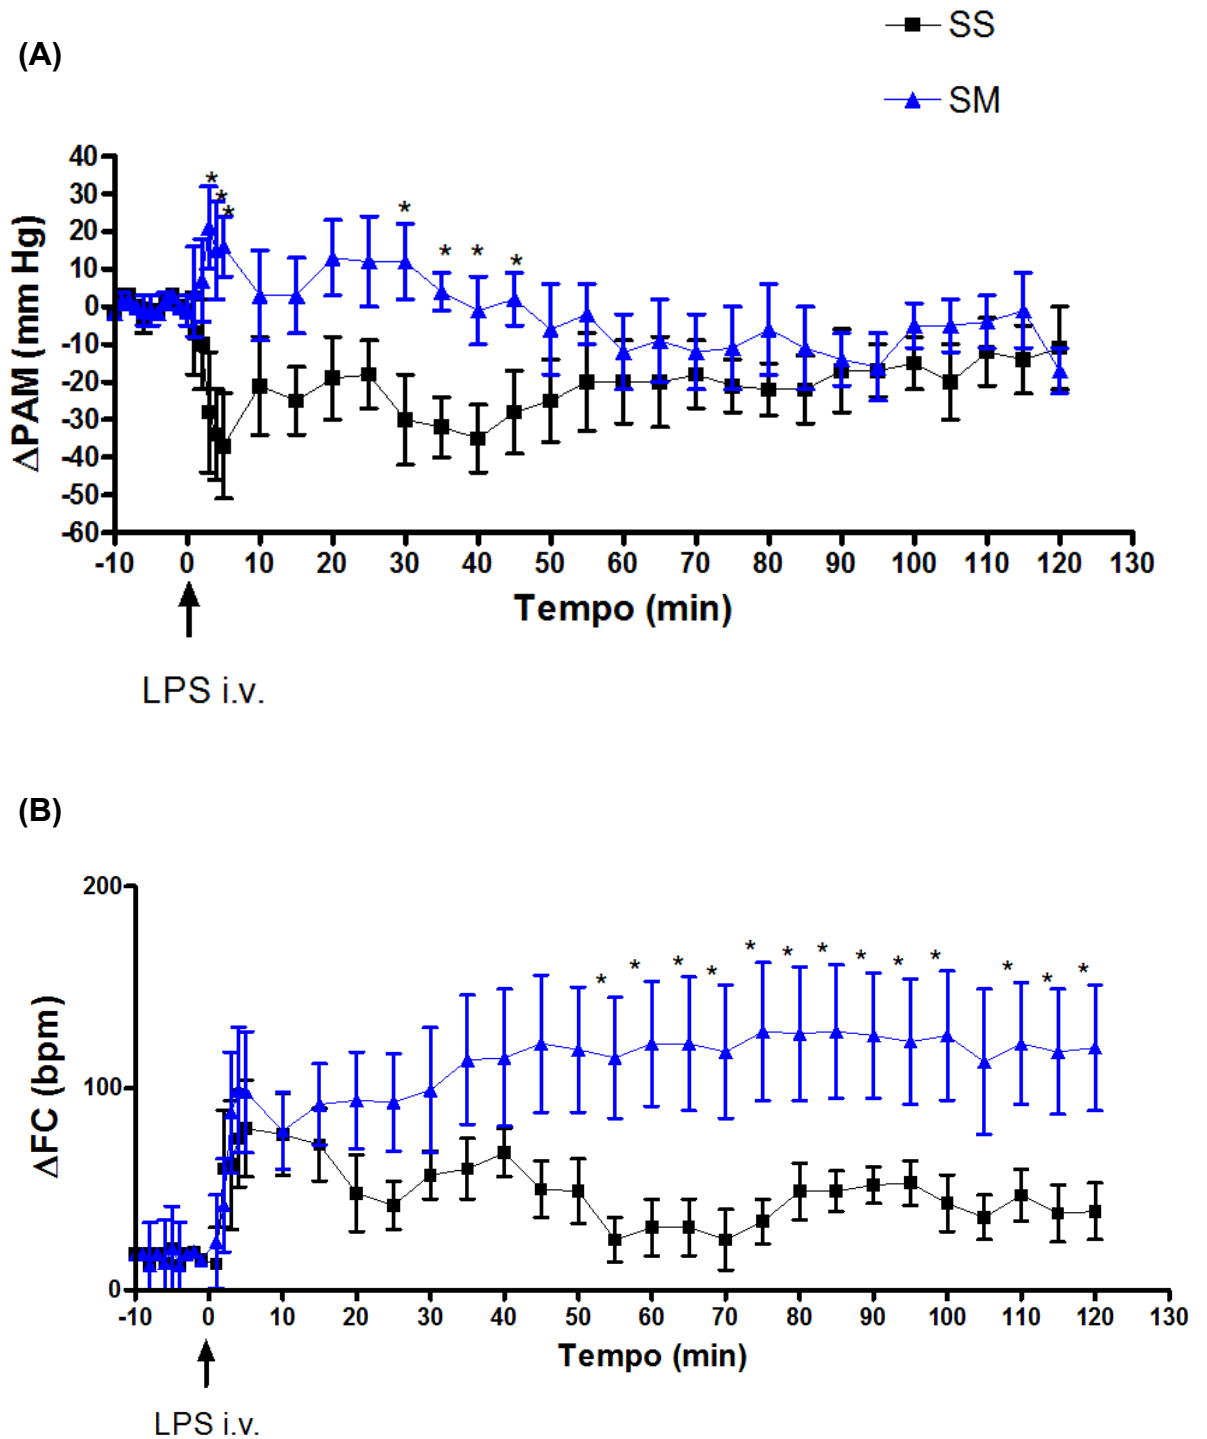 SS
(A)
SM
40
30
20
10
0
-10
-20
-30
-40
-50
-60
ΔPAM (mm Hg)
* * * * * * * 
-10 0 10 20 30 40 50 60 70 80 90 100 110 120 130
Tempo (min)
LPS i.v.
(B)
200
100
0
ΔFC (bpm)
* * * * * * * * * * * * *
-10 0 10 20 30 40 50 60 70 80 90 100 110 120 130
Tempo (min)
LPS i.v.